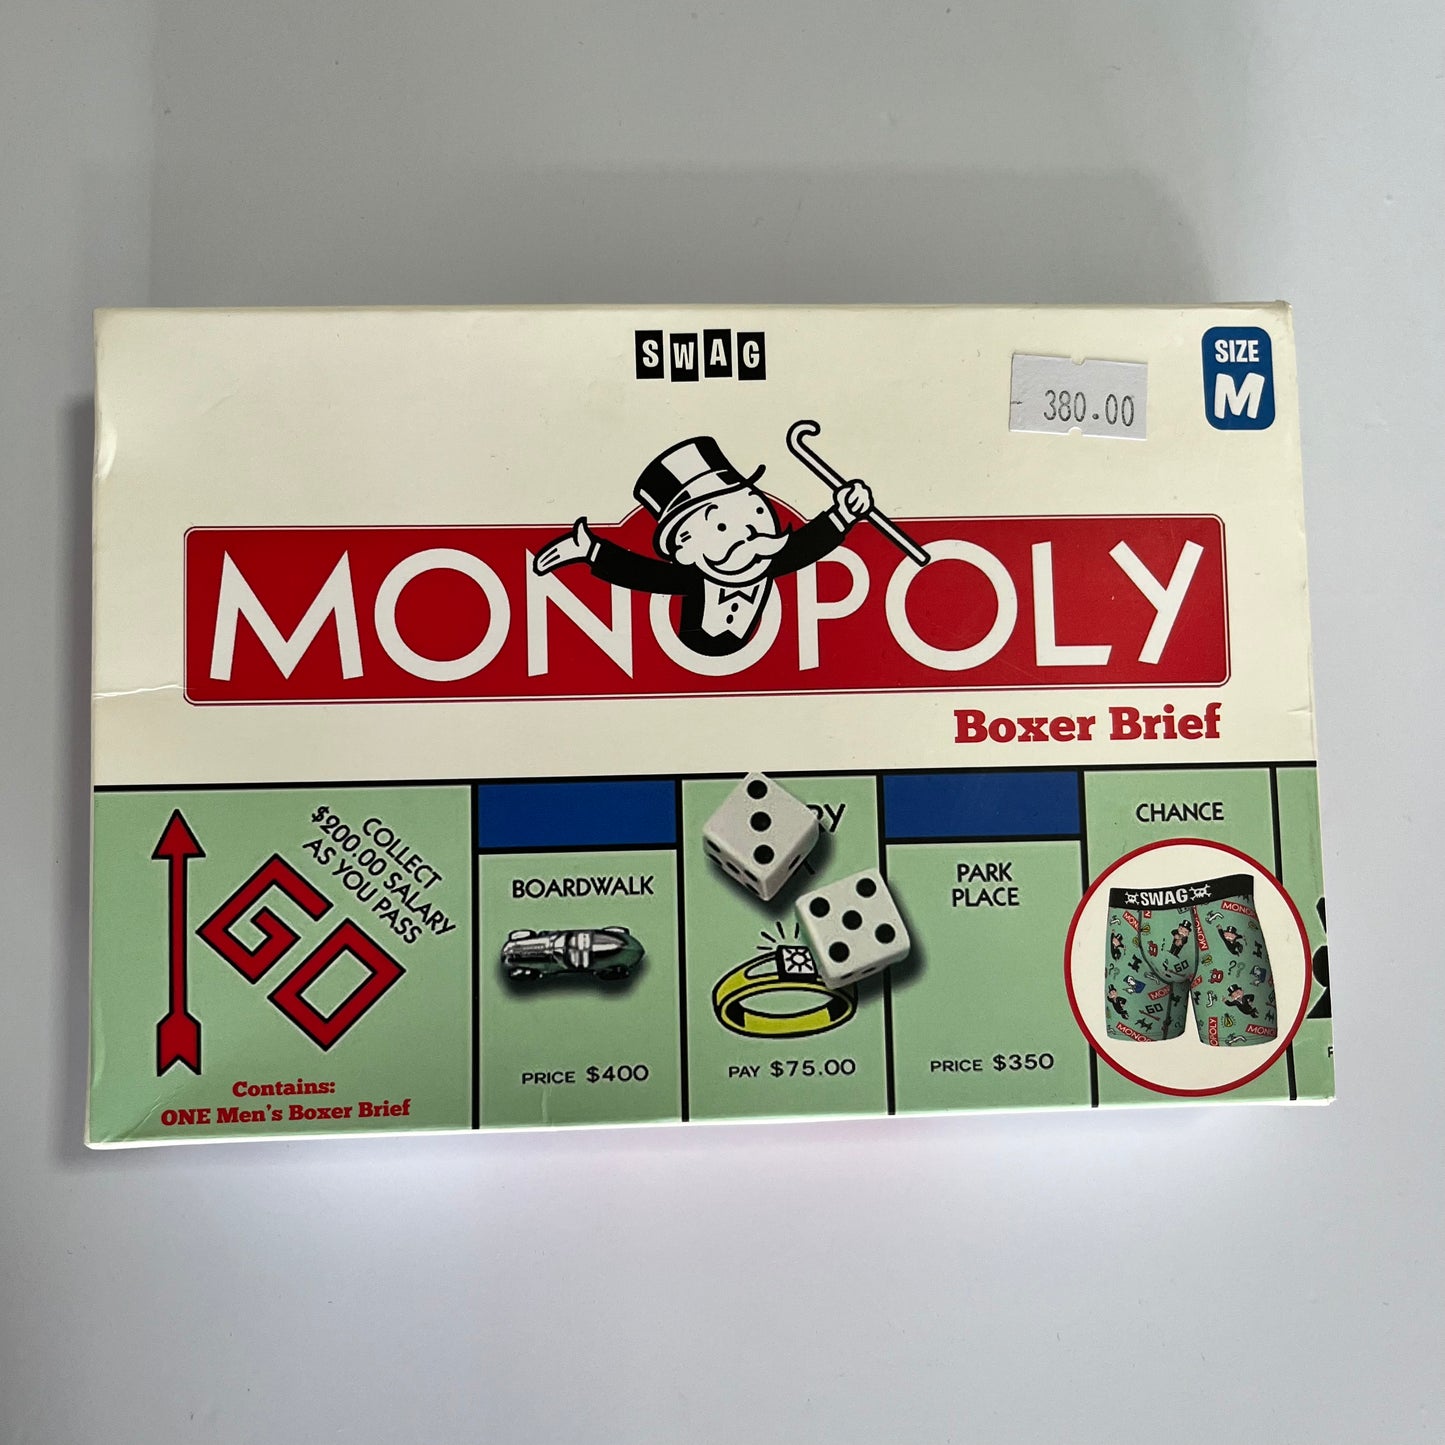 SWAG
380.00
SIZE
M
MONOPOLY
Boxer Brief
COLLECT
$200.00 SALARY
AS YOU PASS
GO
Contains:
ONE Men's Boxer Brief
BOARDWALK
PRICE $400
PAY $75.00
PARK
PLACE
PRICE $350
CHANCE
SWAG
MONOPOLY
GO